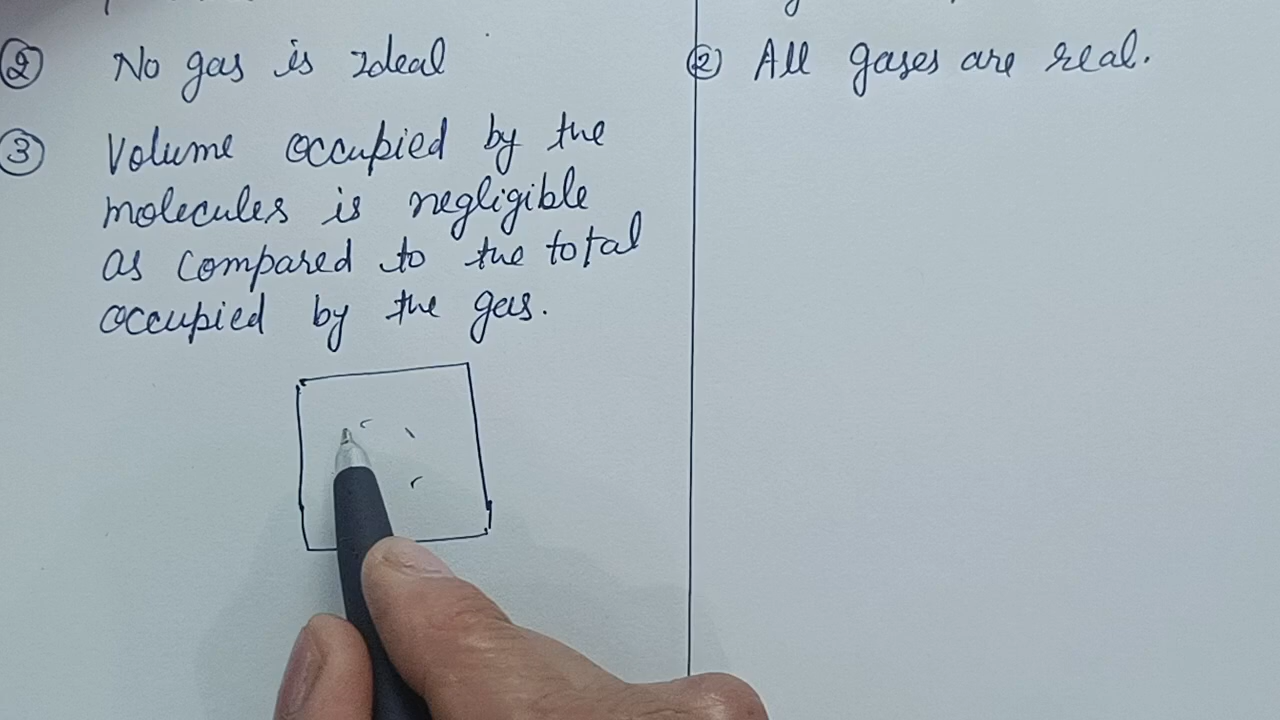 ② No gas is Ideal
③ Volume occupied by the
molecules is negligible
as compared to the total
occupied by the gas.
② All gases are real.